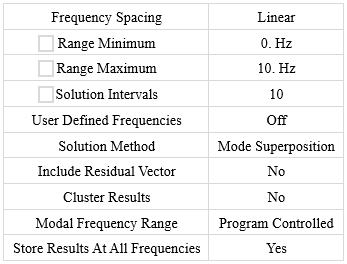 Frequency Spacing Linear
Range Minimum 0. Hz
Range Maximum 10. Hz
Solution Intervals 10
User Defined Frequencies Off
Solution Method Mode Superposition
Include Residual Vector No
Cluster Results No
Modal Frequency Range Program Controlled
Store Results At All Frequencies Yes